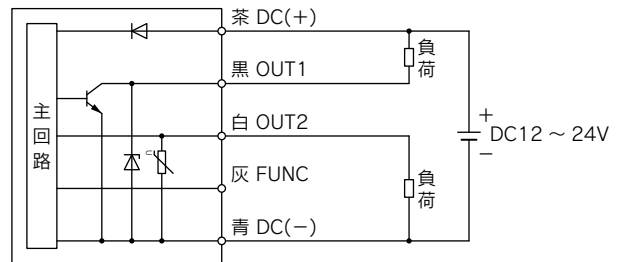 茶 DC(+)
負荷
黒 OUT1
主回路
白 OUT2
+
DC12 ~ 24V
−
灰 FUNC
負荷
青 DC(−)